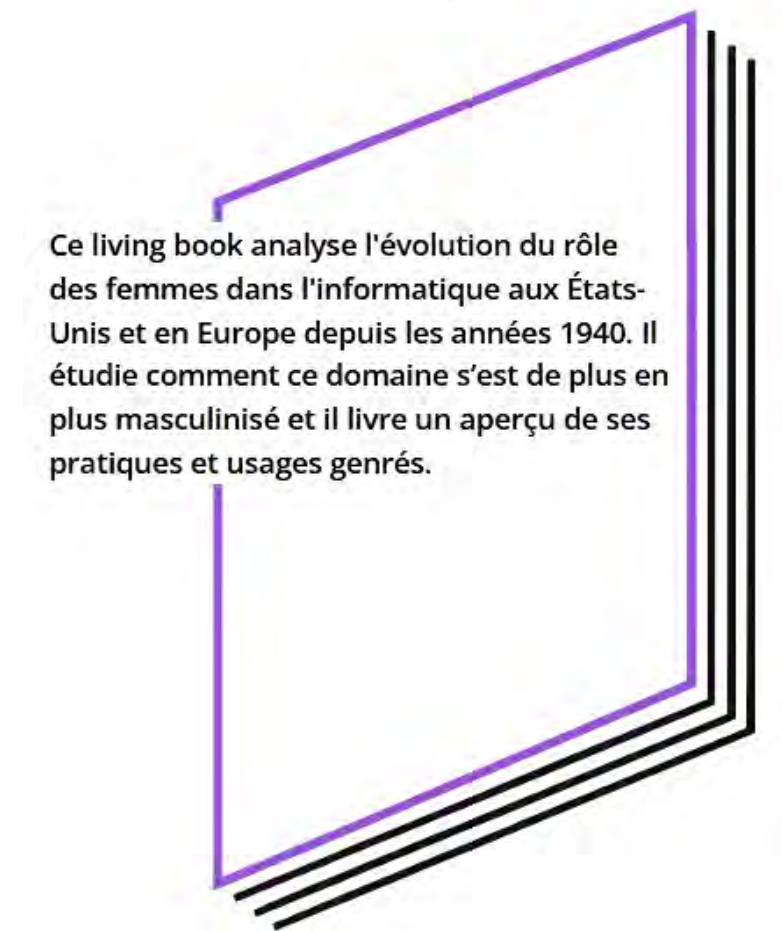 Ce living book analyse l'évolution du rôle
des femmes dans l'informatique aux États-
Unis et en Europe depuis les années 1940. Il
étudie comment ce domaine s’est de plus en
plus masculinisé et il livre un aperçu de ses
pratiques et usages genrés.